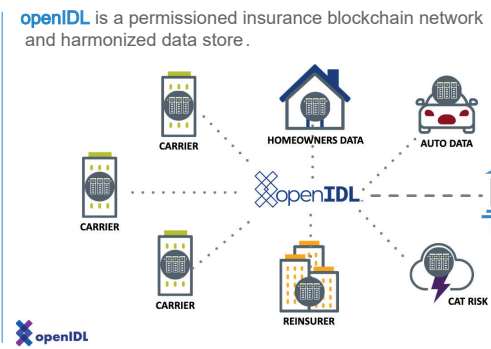 openIDL is a permissioned insurance blockchain network
and harmonized data store.
CARRIER
HOMEOWNERS DATA
AUTO DATA
CARRIER
openIDL
CARRIER
REINSURER
CAT RISK
openIDL